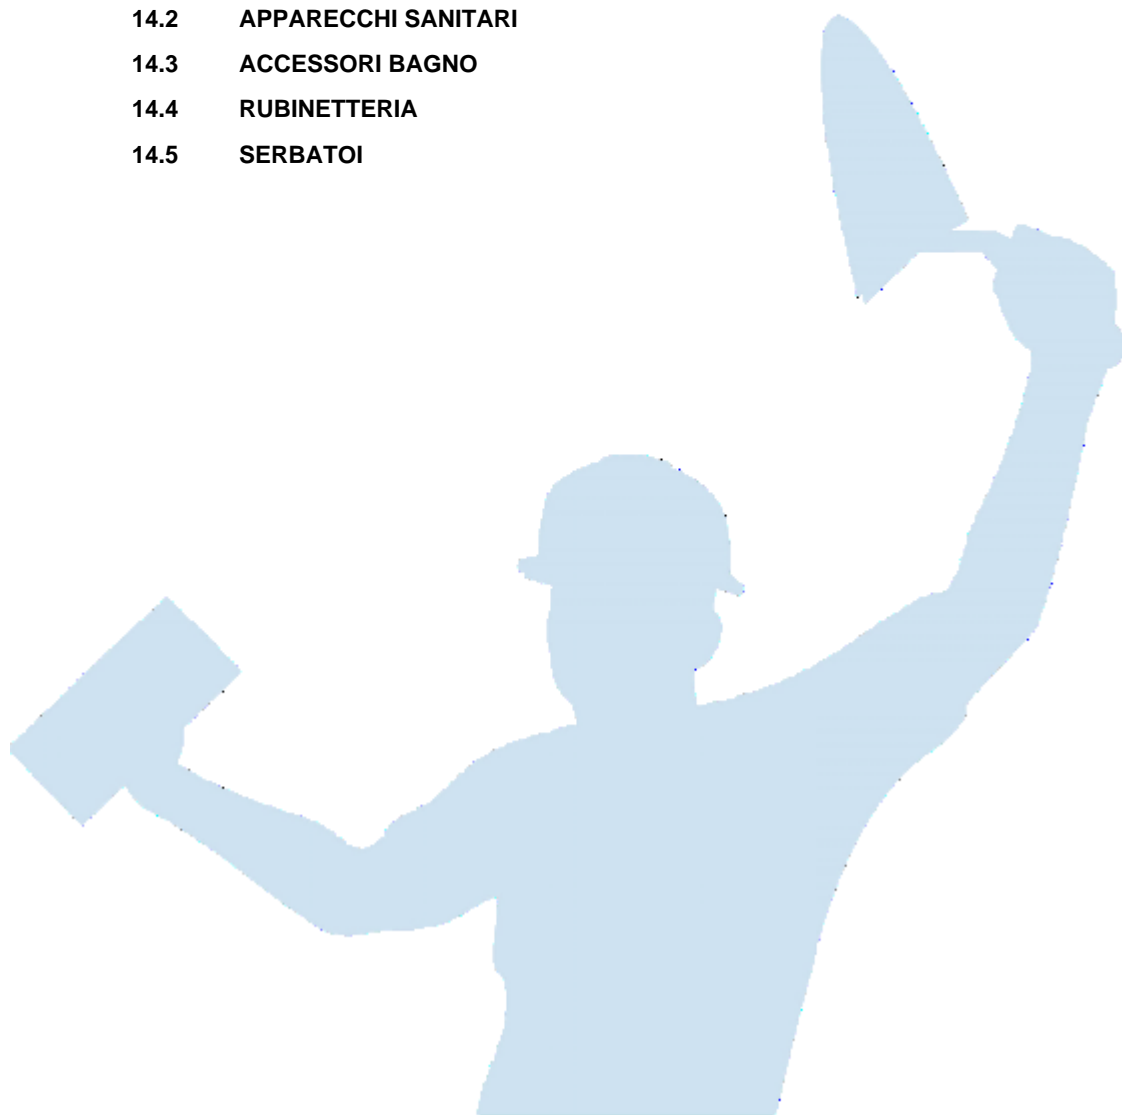 14.2 APPARECCHI SANITARI
14.3 ACCESSORI BAGNO
14.4 RUBINETTERIA
14.5 SERBATOI